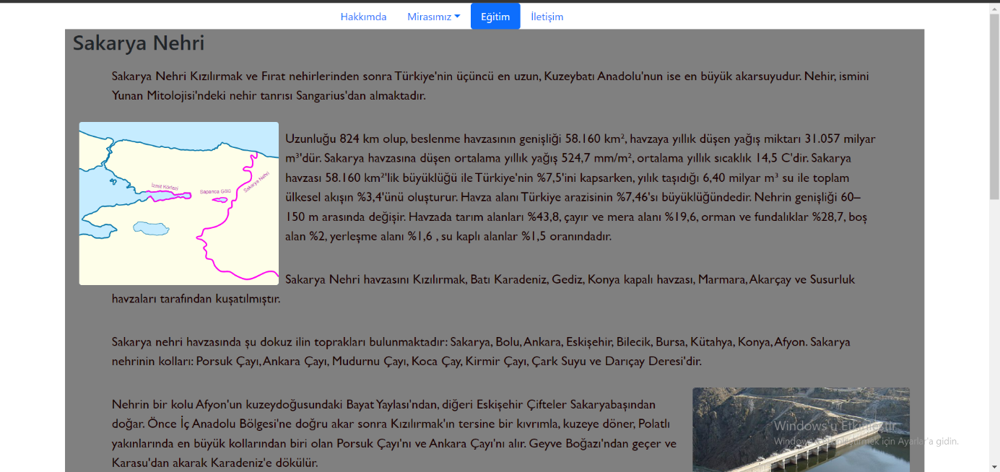 Hakkımda Mirasımız Eğitim İletişim
Sakarya Nehri
Sakarya Nehri Kızılırmak ve Fırat nehirlerinden sonra Türkiye'nin üçüncü en uzun, Kuzeybatı Anadolu'nun ise en büyük akarsuyudur. Nehir, ismini
Yunan Mitolojisi'ndeki nehir tanrısı Sangarius'dan almaktadır.
İzmit Körfezi
Sapanca Gölü
Sakarya Nehri
Uzunluğu 824 km olup, beslenme havzasının genişliği 58.160 km², havzaya yıllık düşen yağış miktarı 31.057 milyar
m³'dür. Sakarya havzasına düşen ortalama yıllık yağış 524,7 mm/m², ortalama yıllık sıcaklık 14,5 C'dir. Sakarya
havzası 58.160 km²'lik büyüklüğü ile Türkiye'nin %7,5'ini kapsarken, yılık taşıdığı 6,40 milyar m³ su ile toplam
ülkesel akışın %3,4'ünü oluşturur. Havza alanı Türkiye arazisinin %7,46'sı büyüklüğündedir. Nehrin genişliği 60–
150 m arasında değişir. Havzada tarım alanları %43,8, çayır ve mera alanı %19,6, orman ve fundalıklar %28,7, boş
alan %2, yerleşme alanı %1,6 , su kaplı alanlar %1,5 oranındadır.
Sakarya Nehri havzasını Kızılırmak, Batı Karadeniz, Gediz, Konya kapalı havzası, Marmara, Akarçay ve Susurluk
havzaları tarafından kuşatılmıştır.
Sakarya nehri havzasında şu dokuz ilin toprakları bulunmaktadır: Sakarya, Bolu, Ankara, Eskişehir, Bilecik, Bursa, Kütahya, Konya, Afyon. Sakarya
nehrinin kolları: Porsuk Çayı, Ankara Çayı, Mudurnu Çayı, Koca Çay, Kirmir Çayı, Çark Suyu ve Darıçay Deresi'dir.
Nehrin bir kolu Afyon'un kuzeydoğusundaki Bayat Yaylası'ndan, diğeri Eskişehir Çifteler Sakaryabaşından
doğar. Önce İç Anadolu Bölgesi'ne doğru akar sonra Kızılırmak'ın tersine bir kıvrımla, kuzeye döner, Polatlı
yakınlarında en büyük kollarından biri olan Porsuk Çayı'nı ve Ankara Çayı'nı alır. Geyve Boğazı'ndan geçer ve
Karasu'dan akarak Karadeniz'e dökülür.
Windows'u Etkinleştir
Windows'u etkinleştirmek için Ayarlar'a gidin.